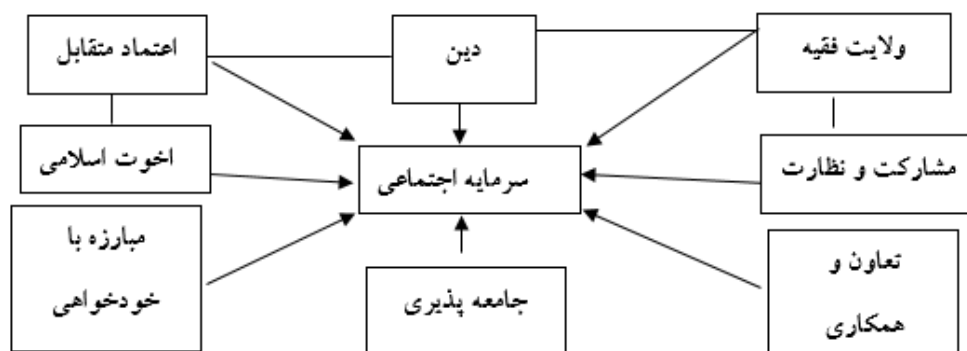 ولایت فقیه
دین
اعتماد متقابل
مشارکت و نظارت
سرمایه اجتماعی
اخوت اسلامی
تعاون و
همکاری
جامعه پذیری
مبارزه با
خودخواهی